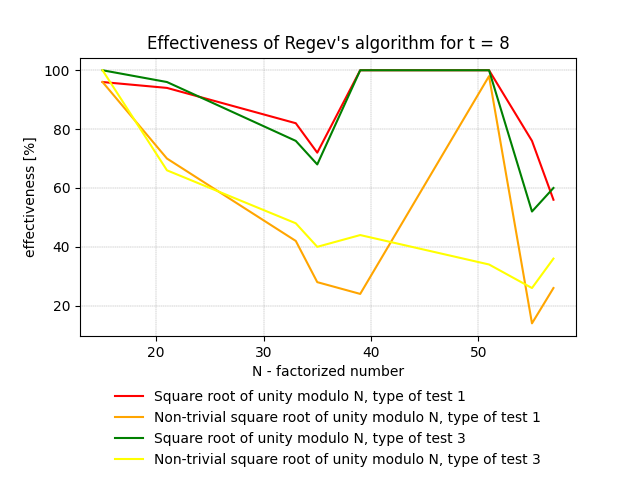 Effectiveness of Regev's algorithm for t = 8
effectiveness [%]
100
80
60
40
20
20 30 40 50
N - factorized number
Square root of unity modulo N, type of test 1
Non-trivial square root of unity modulo N, type of test 1
Square root of unity modulo N, type of test 3
Non-trivial square root of unity modulo N, type of test 3